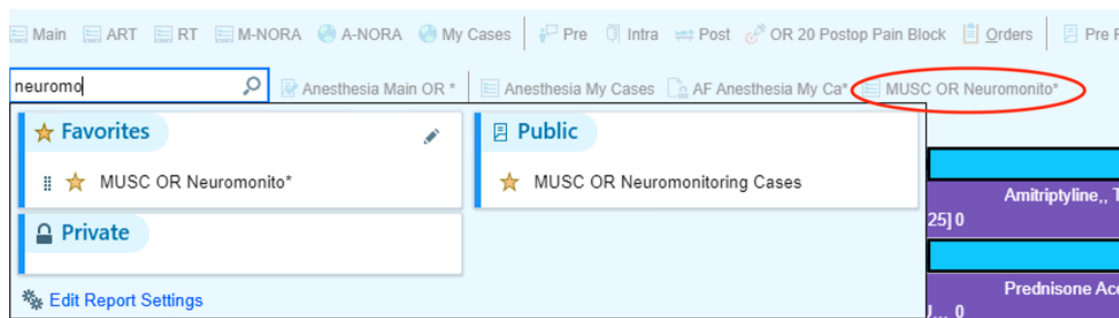 Main ART RT M-NORA A-NORA My Cases Pre Intra Post OR 20 Postop Pain Block Orders Pre
neuromo Anesthesia Main OR * Anesthesia My Cases AF Anesthesia My Ca* MUSC OR Neuromonito*
Favorites
MUSC OR Neuromonito*
Public
MUSC OR Neuromonitoring Cases
Private
Edit Report Settings
Amitriptyline,, T
25] 0
Prednisone Acc
... 0